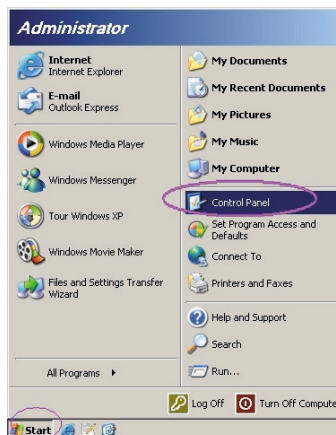 Administrator
Internet
Internet Explorer
E-mail
Outlook Express
Windows Media Player
Windows Messenger
Tour Windows XP
Windows Movie Maker
Files and Settings Transfer
Wizard
All Programs
My Documents
My Recent Documents
My Pictures
My Music
My Computer
Control Panel
Set Program Access and
Defaults
Connect To
Printers and Faxes
Help and Support
Search
Run...
Log Off
Turn Off Compute
Start